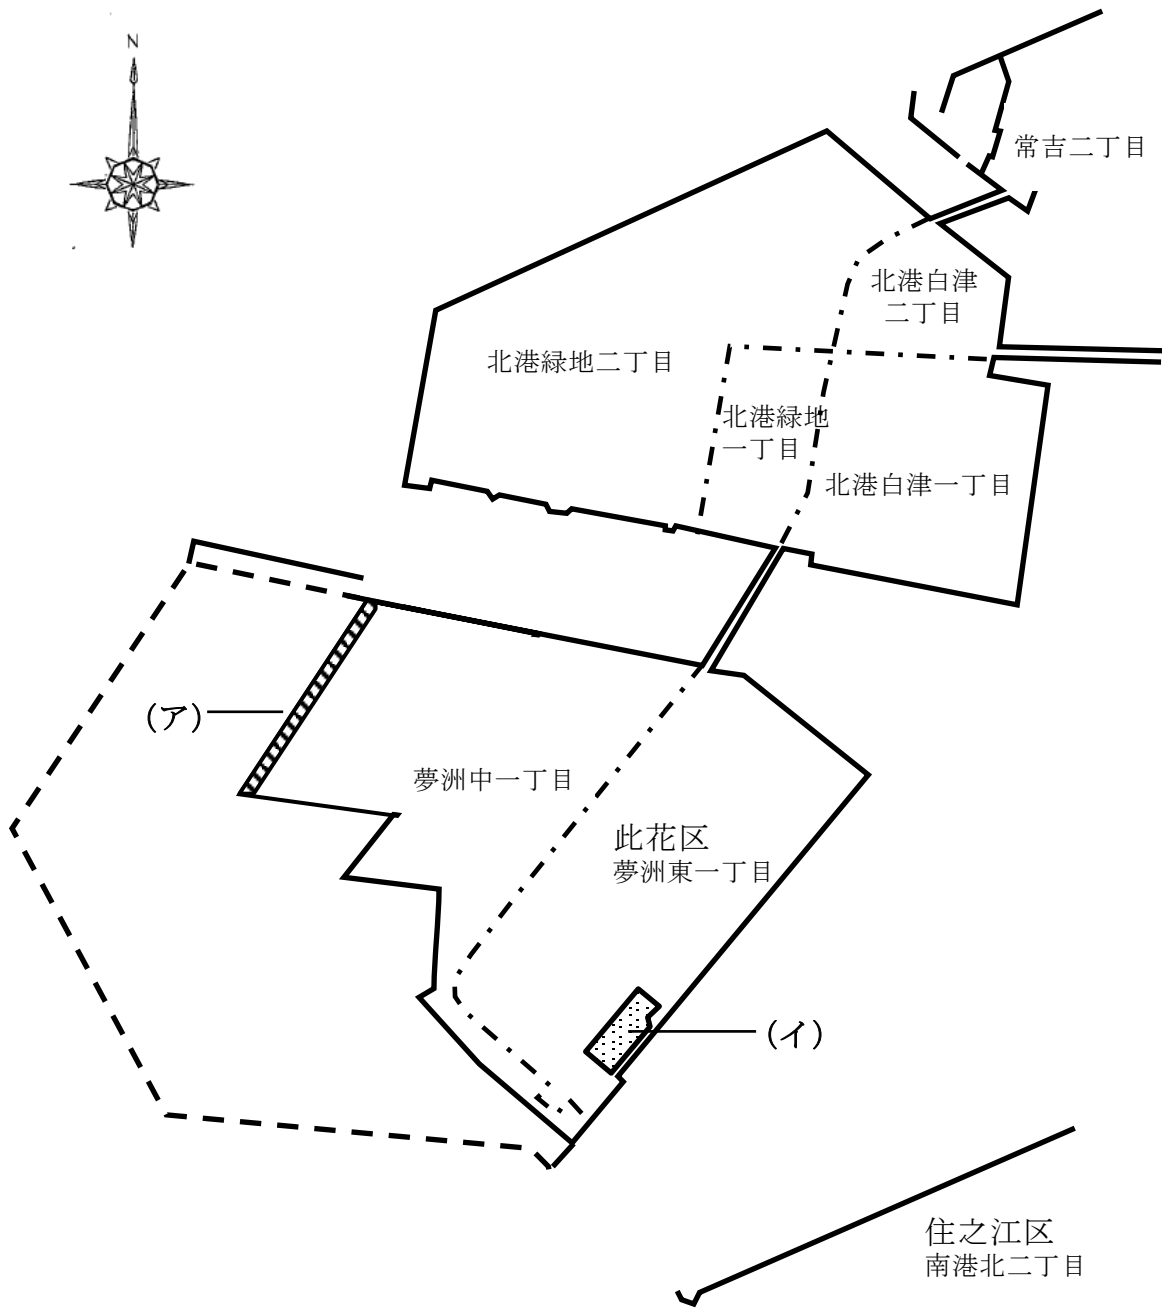 N
常吉二丁目
北港白津
二丁目
北港緑地二丁目
北港緑地
一丁目
北港白津一丁目
(ア)
夢洲中一丁目
此花区
夢洲東一丁目
(イ)
住之江区
南港北二丁目